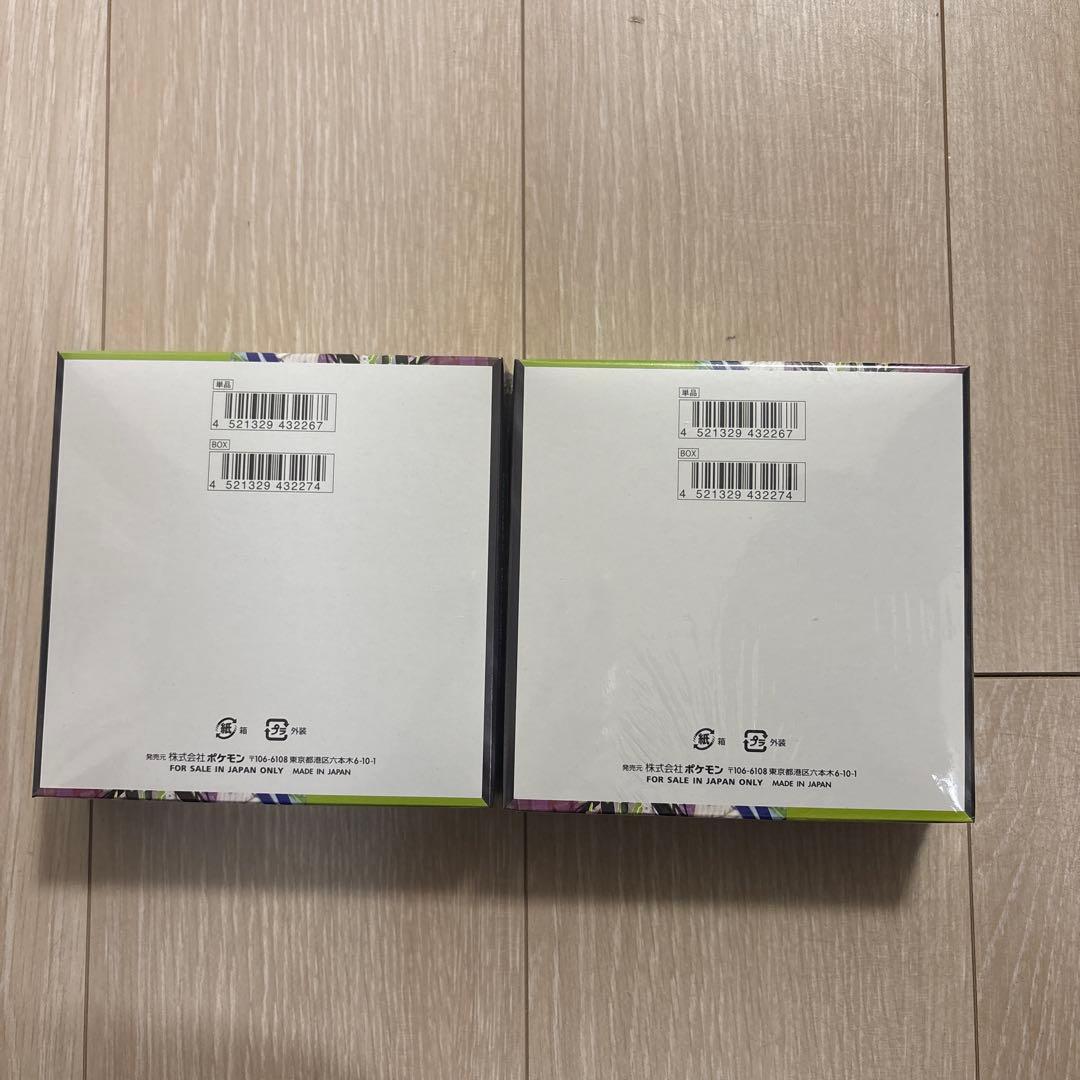 単品
4 521329 432267
BOX
4 521329 432274
紙 箱 プラ 外装
発売元 株式会社 ポケモン 〒106-6108 東京都港区六本木6-10-1
FOR SALE IN JAPAN ONLY MADE IN JAPAN
単品
4 521329 432267
BOX
4 521329 432274
紙 箱 プラ 外装
発売元 株式会社 ポケモン 〒106-6108 東京都港区六本木6-10-1
FOR SALE IN JAPAN ONLY MADE IN JAPAN